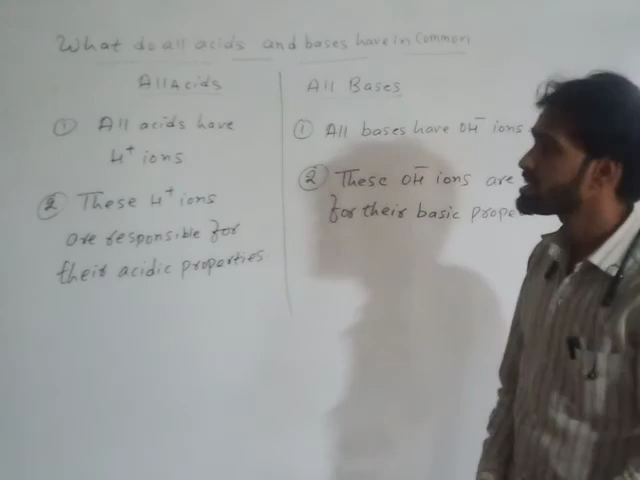 What do all acids and bases have in Common
All Acids
① All acids have
H⁺ ions
② These H⁺ ions
are responsible for
their acidic properties
All Bases
① All bases have OH⁻ ions
② These OH⁻ ions are
for their basic prope